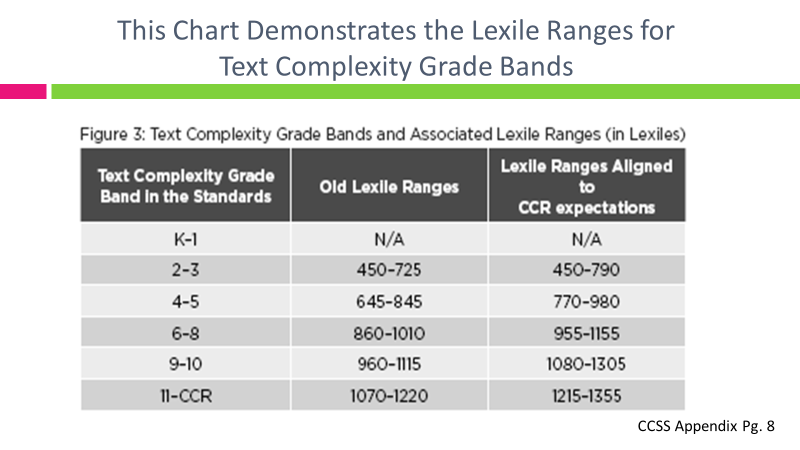 This Chart Demonstrates the Lexile Ranges for
Text Complexity Grade Bands
Figure 3: Text Complexity Grade Bands and Associated Lexile Ranges (in Lexiles)
Text Complexity Grade
Band in the Standards
Old Lexile Ranges
Lexile Ranges Aligned
to
CCR expectations
K-1 N/A N/A
2-3 450-725 450-790
4-5 645-845 770-980
6-8 860-1010 955-1155
9-10 960-1115 1080-1305
11-CCR 1070-1220 1215-1355
CCSS Appendix Pg. 8